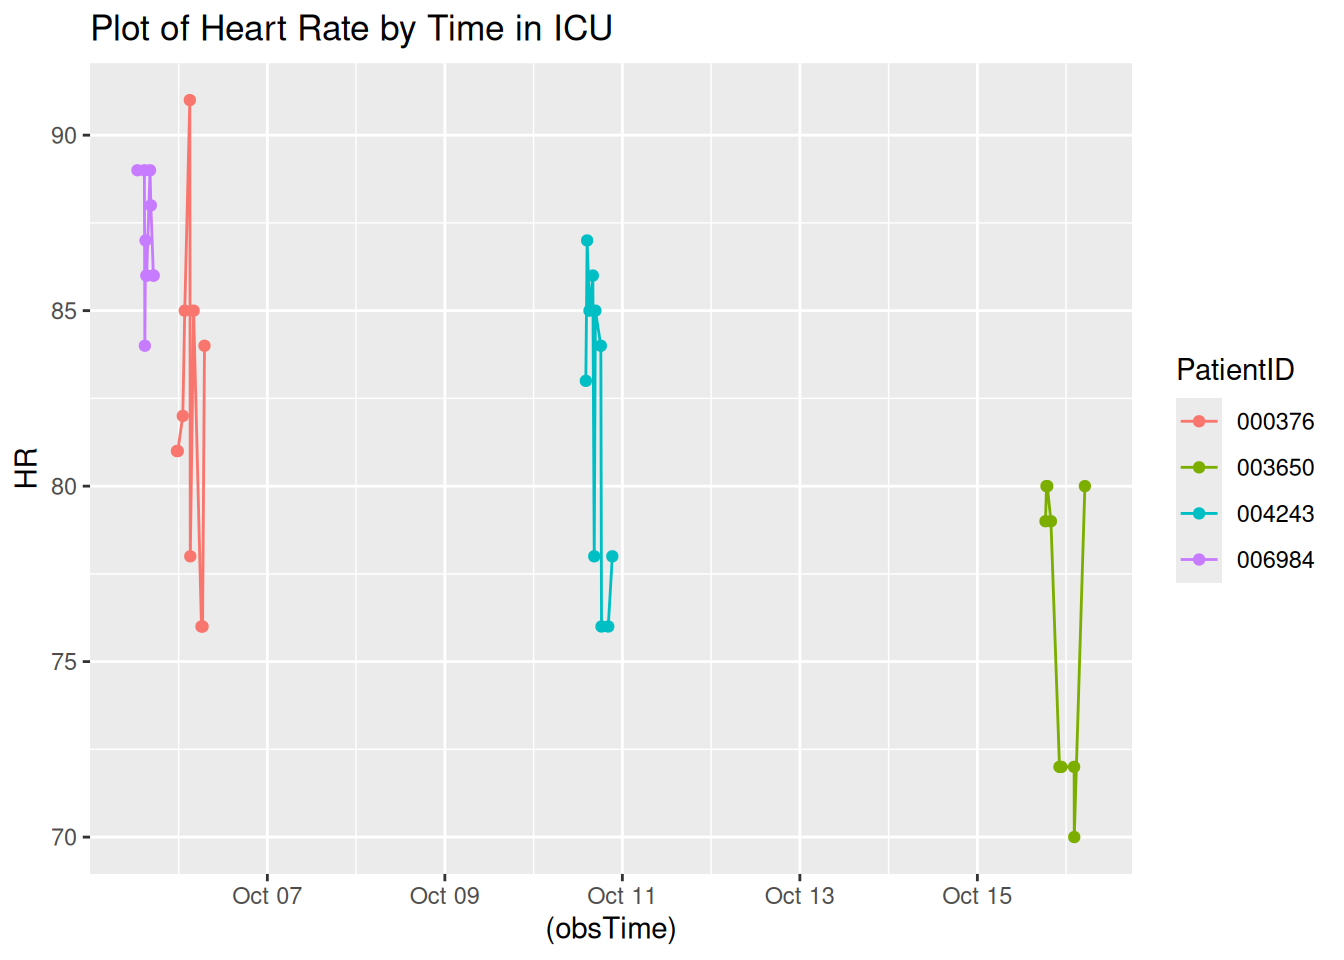 Plot of Heart Rate by Time in ICU
HR
90
85
80
75
70
Oct 07
Oct 09
Oct 11
Oct 13
Oct 15
(obsTime)
PatientID
000376
003650
004243
006984